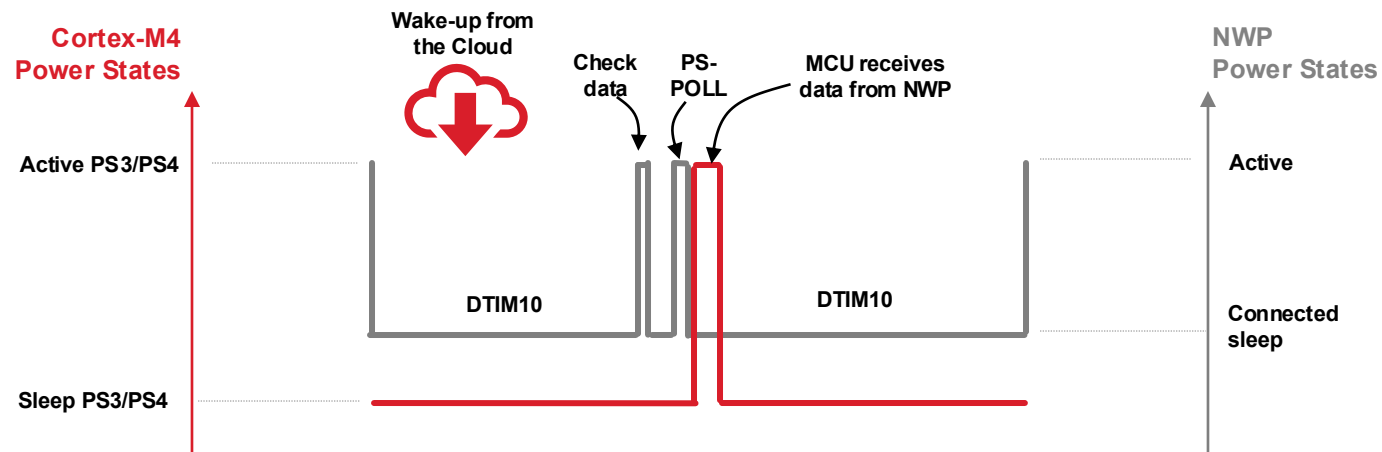 Cortex-M4
Power States
Wake-up from
the Cloud
Check
data
PS-
POLL
MCU receives
data from NWP
NWP
Power States
Active PS3/PS4
Active
DTIM10
DTIM10
Connected
sleep
Sleep PS3/PS4